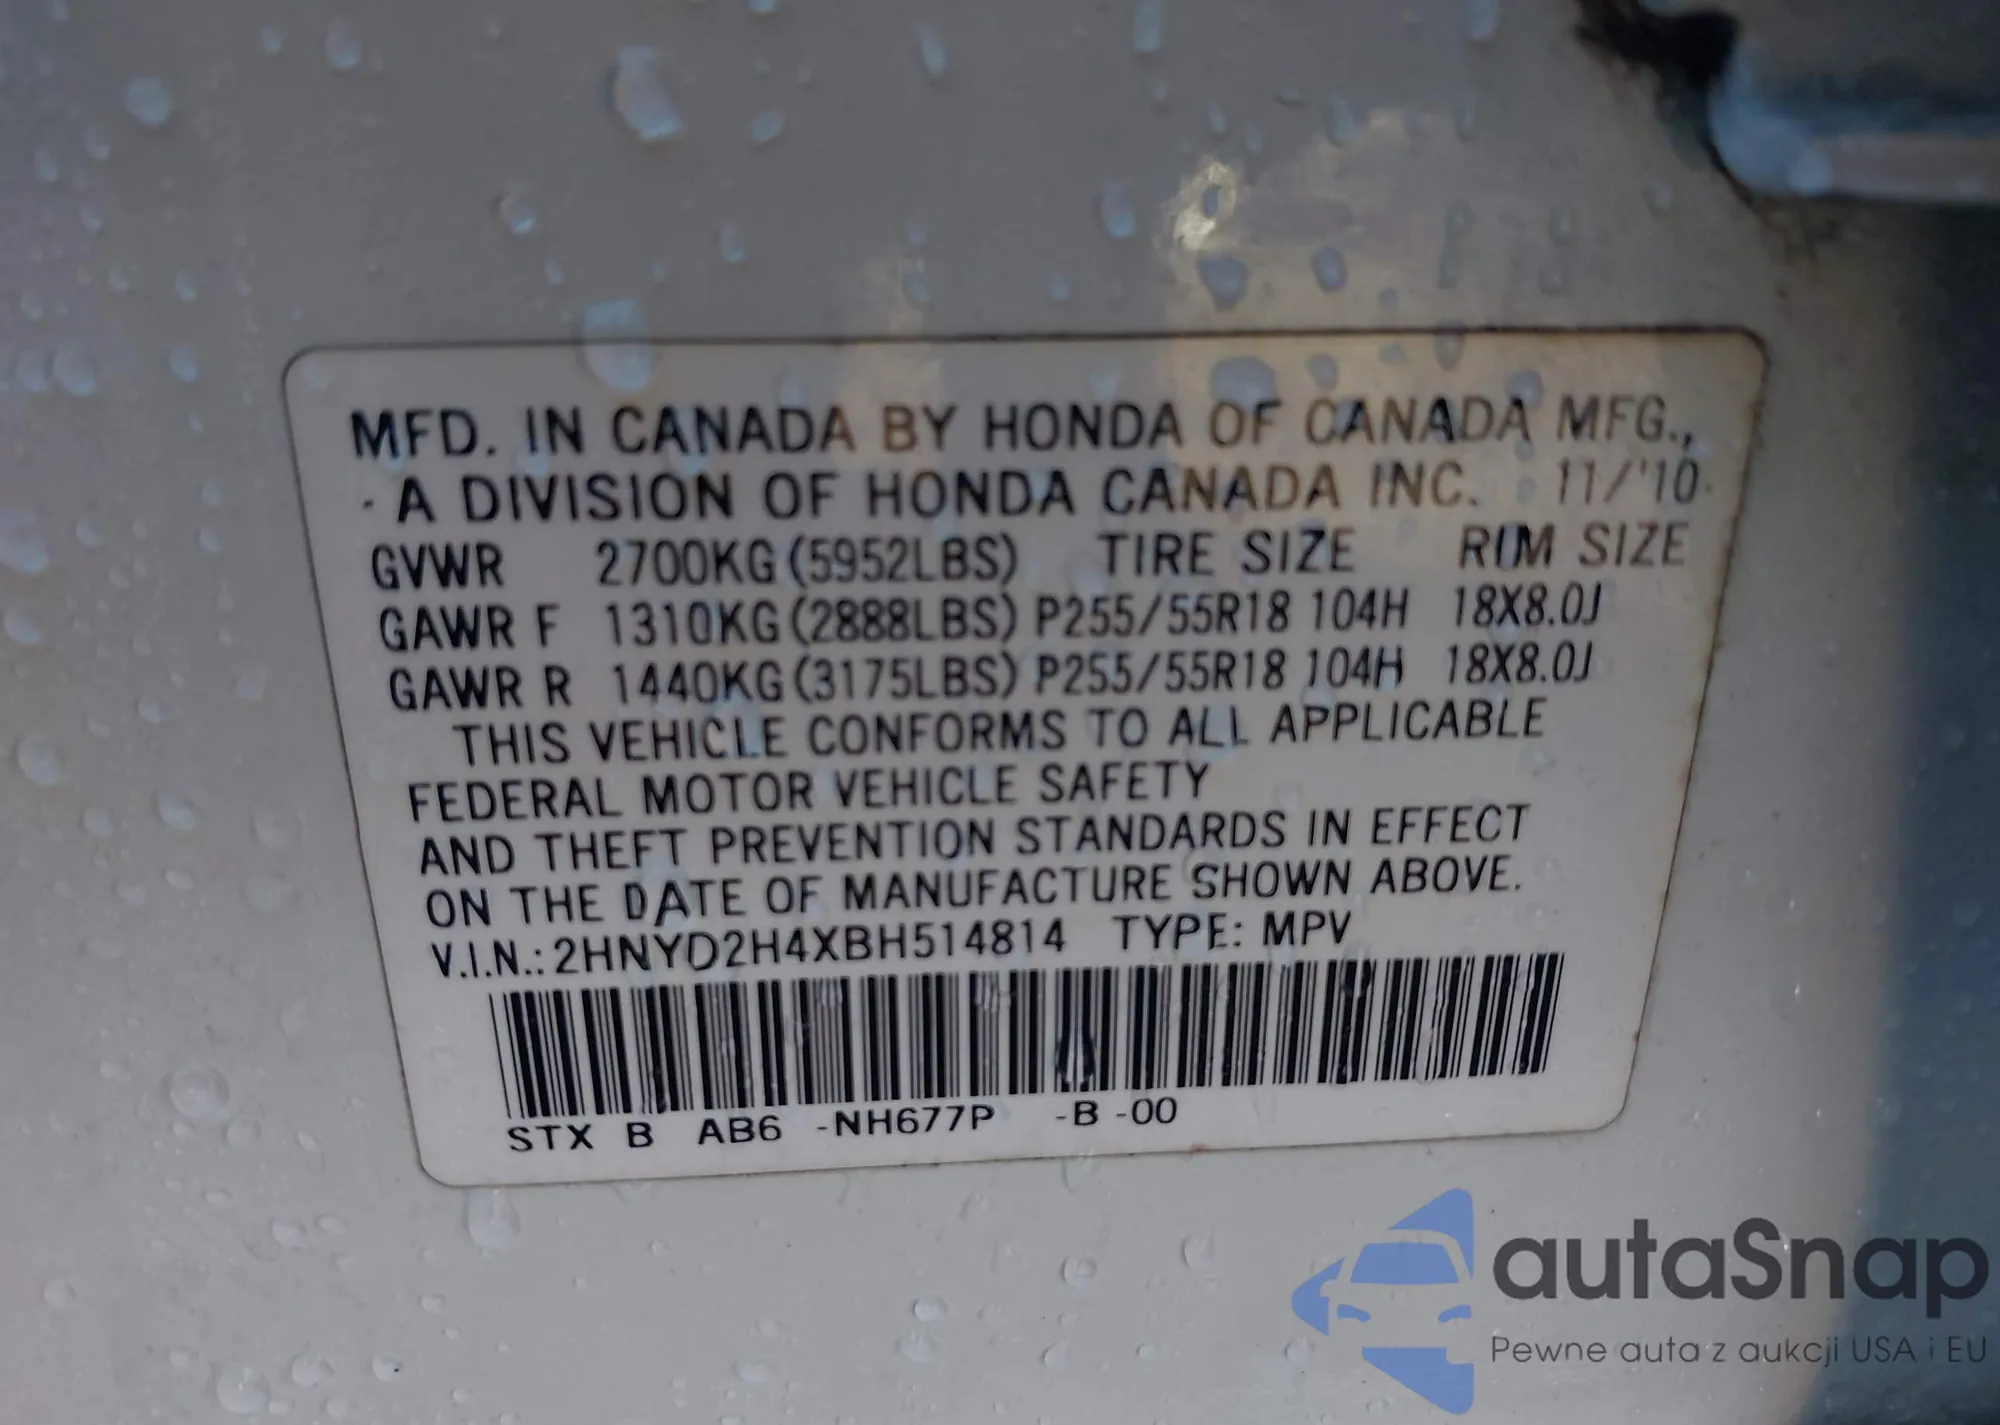 MFD. IN CANADA BY HONDA OF CANADA MFG.,
A DIVISION OF HONDA CANADA INC. 11/'10
GVWR 2700KG (5952LBS) TIRE SIZE RIM SIZE
GAWR F 1310KG (2888LBS) P255/55R18 104H 18X8.0J
GAWR R 1440KG (3175LBS) P255/55R18 104H 18X8.0J
THIS VEHICLE CONFORMS TO ALL APPLICABLE
FEDERAL MOTOR VEHICLE SAFETY
AND THEFT PREVENTION STANDARDS IN EFFECT
ON THE DATE OF MANUFACTURE SHOWN ABOVE.
V.I.N.: 2HNYD2H4XBH514814 TYPE: MPV
STX B AB6 -NH677P -B -00
autaSnap
Pewne auta z aukcji USA i EU